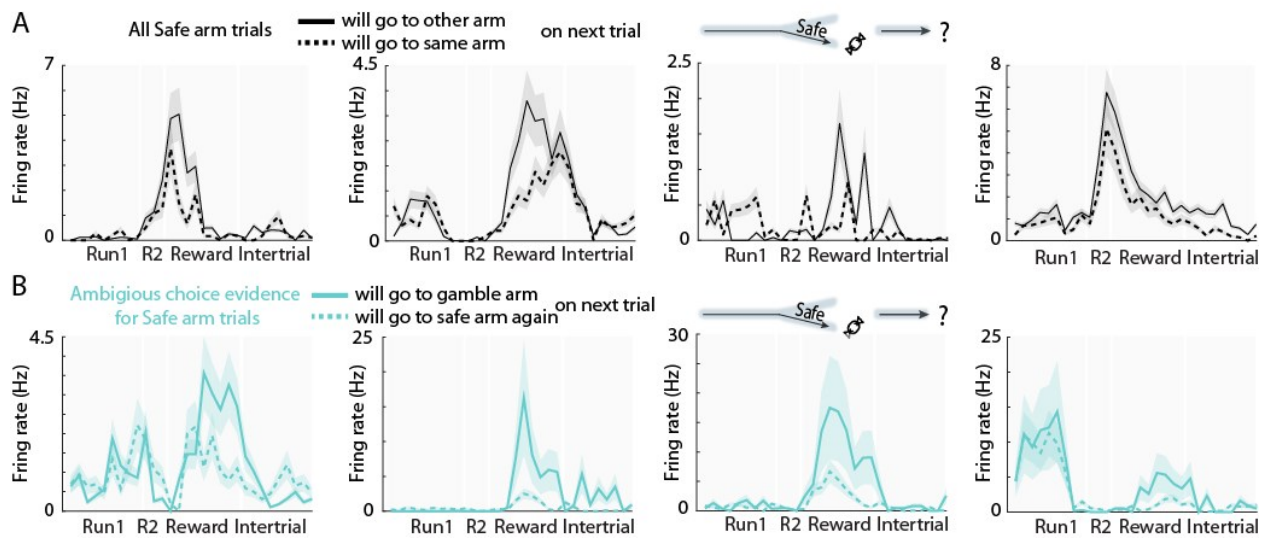 A
All Safe arm trials
will go to other arm
will go to same arm
on next trial
Safe
?
Fring rate (Hz)
7
0
Run1 R2 Reward Intertrial
Fring rate (Hz)
4.5
0
Run1 R2 Reward Intertrial
Fring rate (Hz)
2.5
0
Run1 R2 Reward Intertrial
Fring rate (Hz)
8
0
Run1 R2 Reward Intertrial
B
Ambigious choice evidence
for Safe arm trials
will go to gamble arm
will go to safe arm again
on next trial
Safe
?
Fring rate (Hz)
4.5
0
Run1 R2 Reward Intertrial
Fring rate (Hz)
25
0
Run1 R2 Reward Intertrial
Fring rate (Hz)
30
0
Run1 R2 Reward Intertrial
Fring rate (Hz)
25
0
Run1 R2 Reward Intertrial